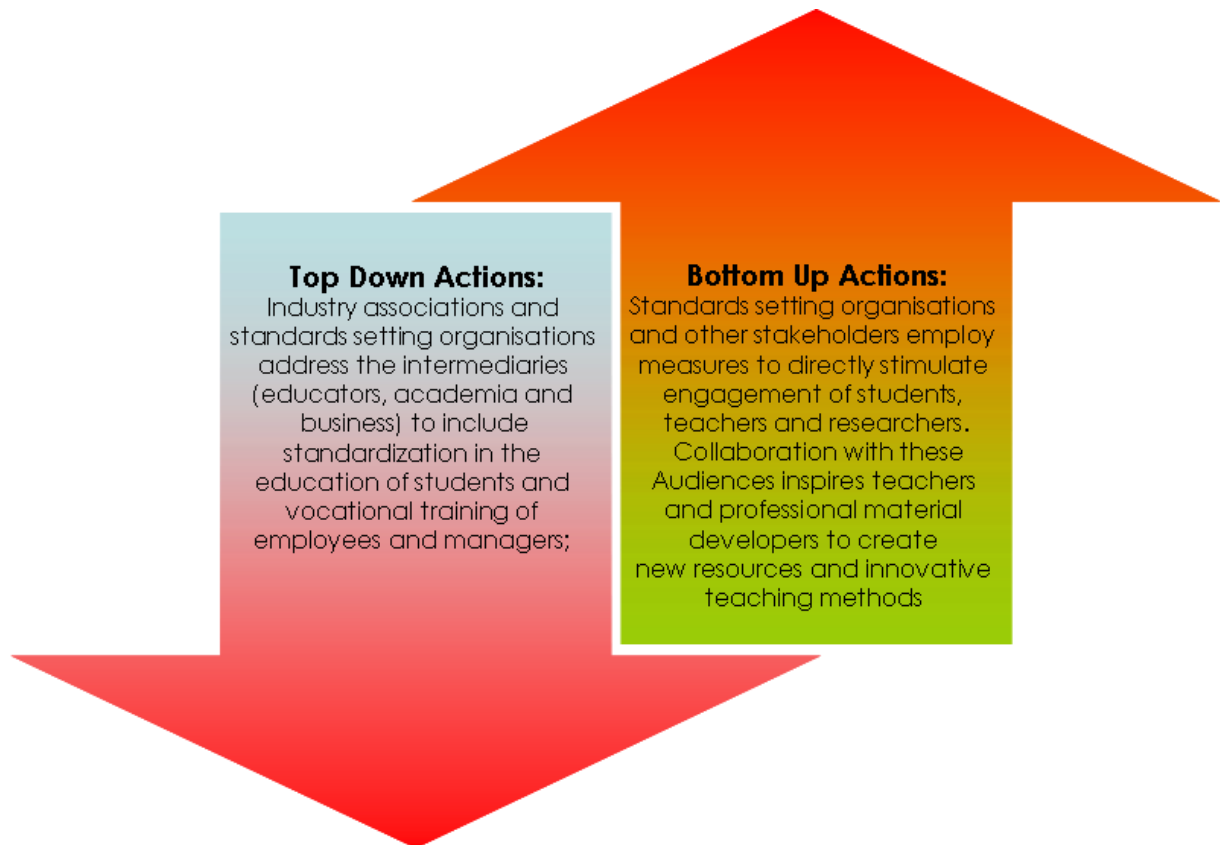 Top Down Actions:
Industry associations and
standards setting organisations
address the intermediaries
(educators, academia and
business) to include
standardization in the
education of students and
vocational training of
employees and managers;
Bottom Up Actions:
Standards setting organisations
and other stakeholders employ
measures to directly stimulate
engagement of students,
teachers and researchers.
Collaboration with these
Audiences inspires teachers
and professional material
developers to create
new resources and innovative
teaching methods